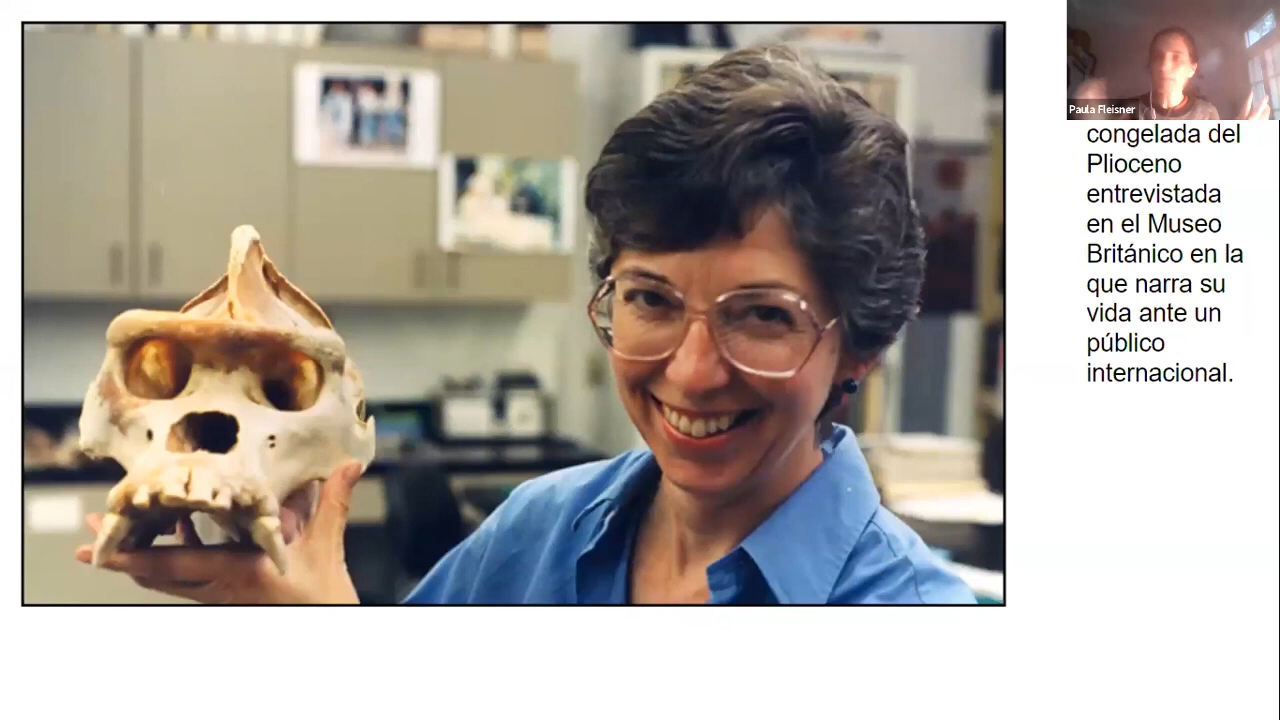 Paula Fleisner
congelada del
Plioceno
entrevistada
en el Museo
Británico en la
que narra su
vida ante un
público
internacional.